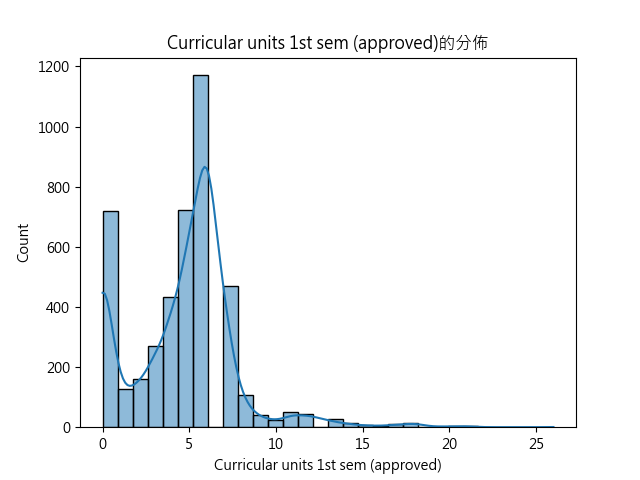 Curricular units 1st sem (approved)的分佈
1200
1000
800
600
400
200
0
Count
0 5 10 15 20 25
Curricular units 1st sem (approved)